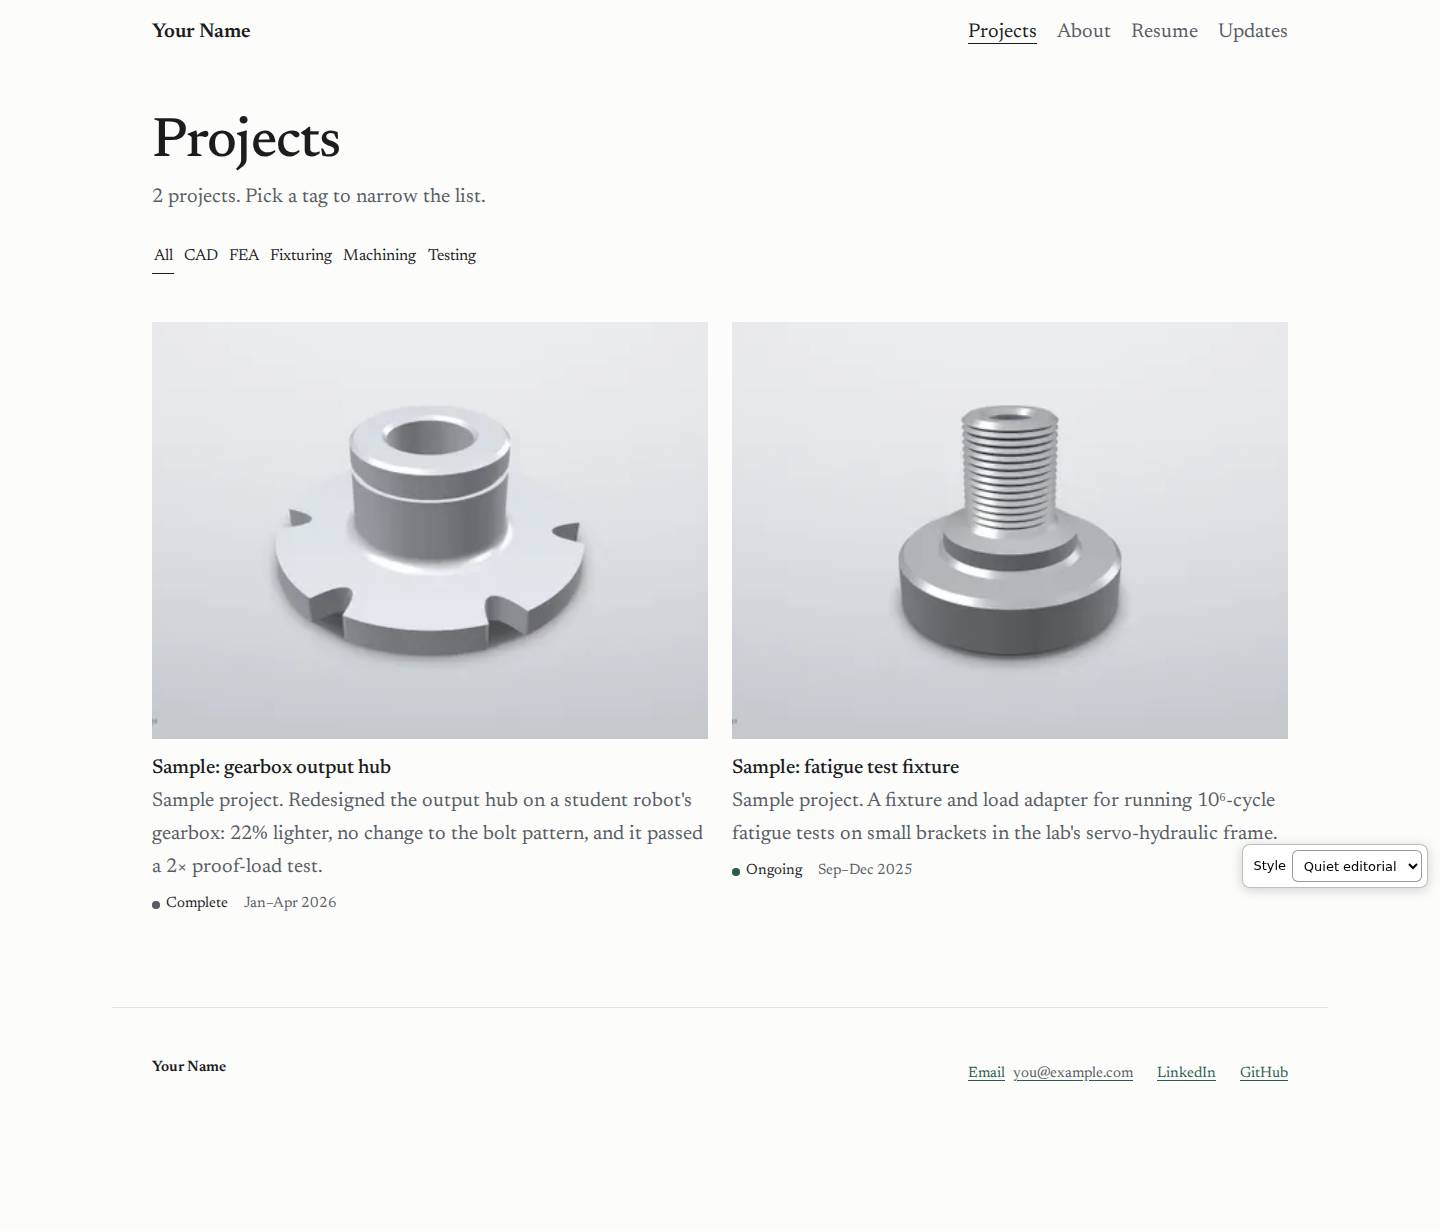 Your Name
Projects About Resume Updates
Projects
2 projects. Pick a tag to narrow the list.
All CAD FEA Fixturing Machining Testing
Sample: gearbox output hub
Sample project. Redesigned the output hub on a student robot's
gearbox: 22% lighter, no change to the bolt pattern, and it passed
a 2× proof-load test.
Complete Jan–Apr 2026
Sample: fatigue test fixture
Sample project. A fixture and load adapter for running 10⁶-cycle
fatigue tests on small brackets in the lab's servo-hydraulic frame.
Ongoing Sep–Dec 2025
Style Quiet editorial
Your Name
Email you@example.com LinkedIn GitHub